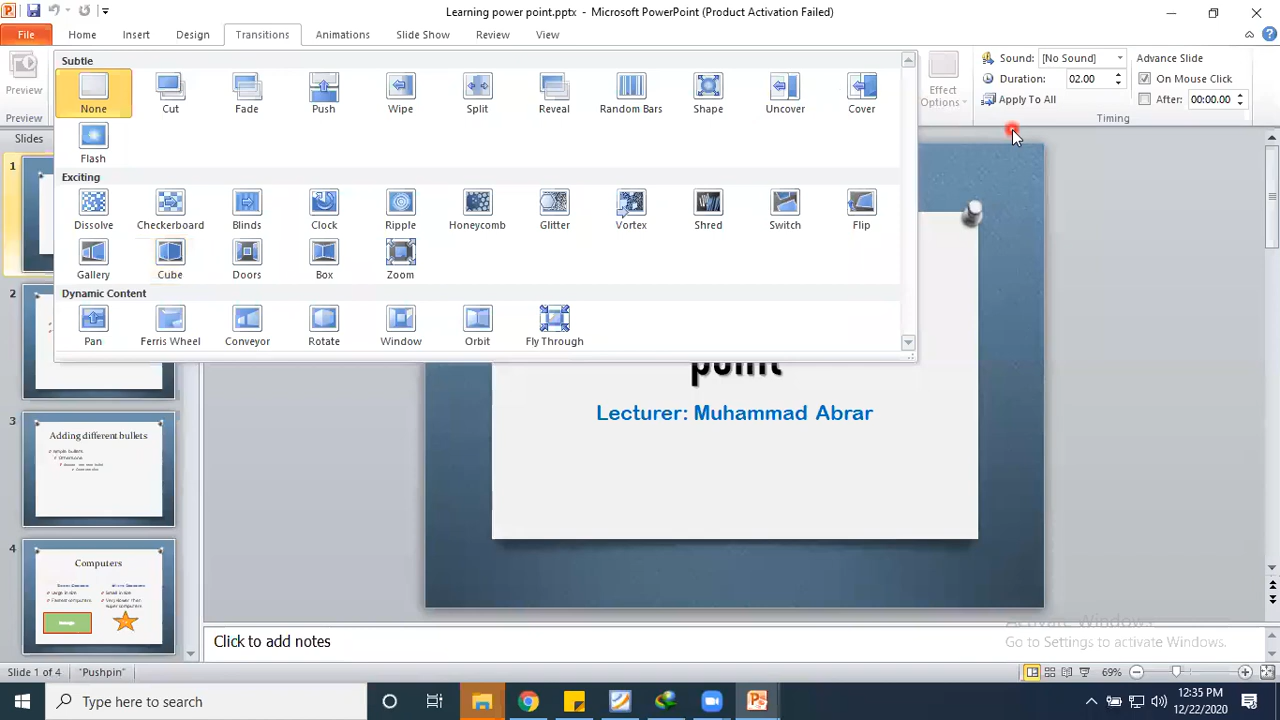 Learning power point.pptx - Microsoft PowerPoint (Product Activation Failed)
File Home Insert Design Transitions Animations Slide Show Review View
Preview
Preview
Subtle
None Cut Fade Push Wipe Split Reveal Random Bars Shape Uncover Cover
Flash
Exciting
Dissolve Checkerboard Blinds Clock Ripple Honeycomb Glitter Vortex Shred Switch Flip
Gallery Cube Doors Box Zoom
Dynamic Content
Pan Ferris Wheel Conveyor Rotate Window Orbit Fly Through
Effect
Options
Sound: [No Sound]
Duration: 02.00
Apply To All
Advance Slide
On Mouse Click
After: 00:00.00
Timing
Slides
1
2
3
Adding different bullets
4
Computers
point
Lecturer: Muhammad Abrar
Click to add notes
Activate Windows
Go to Settings to activate Windows.
Slide 1 of 4 "Pushpin" 69%
Type here to search
12:35 PM
12/22/2020